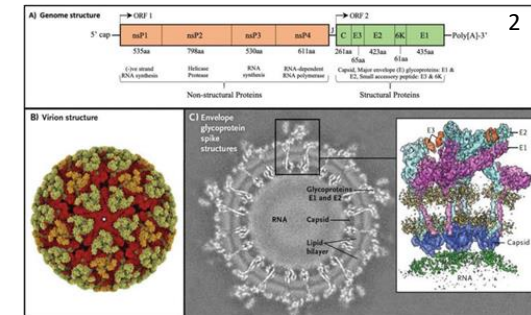 2
A) Genome structure
ORF 1
J
ORF 2
5' cap
nsP1
nsP2
nsP3
nsP4
C
E3
E2
6K
E1
Poly[A]-3'
535aa
798aa
530aa
611aa
261aa
65aa
423aa
61aa
435aa
(-)ve strand
RNA synthesis
Helicase
Protease
RNA
synthesis
RNA-dependent
RNA polymerase
Capsid, Major envelope (E) glycoproteins: E1 &
E2, Small accessory peptide: E3 & 6K
Non-structural Proteins
Structural Proteins
B) Virion structure
C) Envelope
glycoprotein
spike
structures
Glycoproteins
E1 and E2
RNA
Capsid
Lipid
bilayer
E3
E2
E1
Capsid
RNA